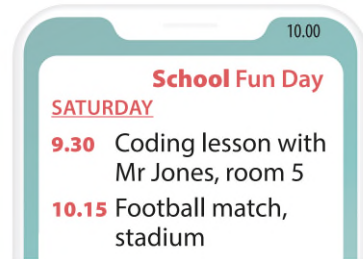 10.00
School Fun Day
SATURDAY
9.30 Coding lesson with
Mr Jones, room 5
10.15 Football match,
stadium